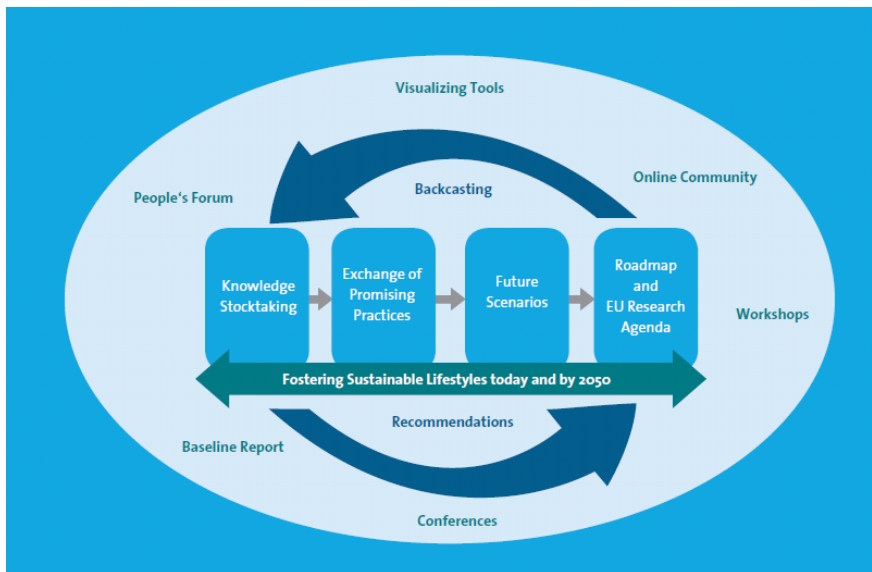 Visualizing Tools
Online Community
People‘s Forum
Backcasting
Knowledge
Stocktaking
Exchange of
Promising
Practices
Future
Scenarios
Roadmap
and
EU Research
Agenda
Workshops
Fostering Sustainable Lifestyles today and by 2050
Recommendations
Baseline Report
Conferences